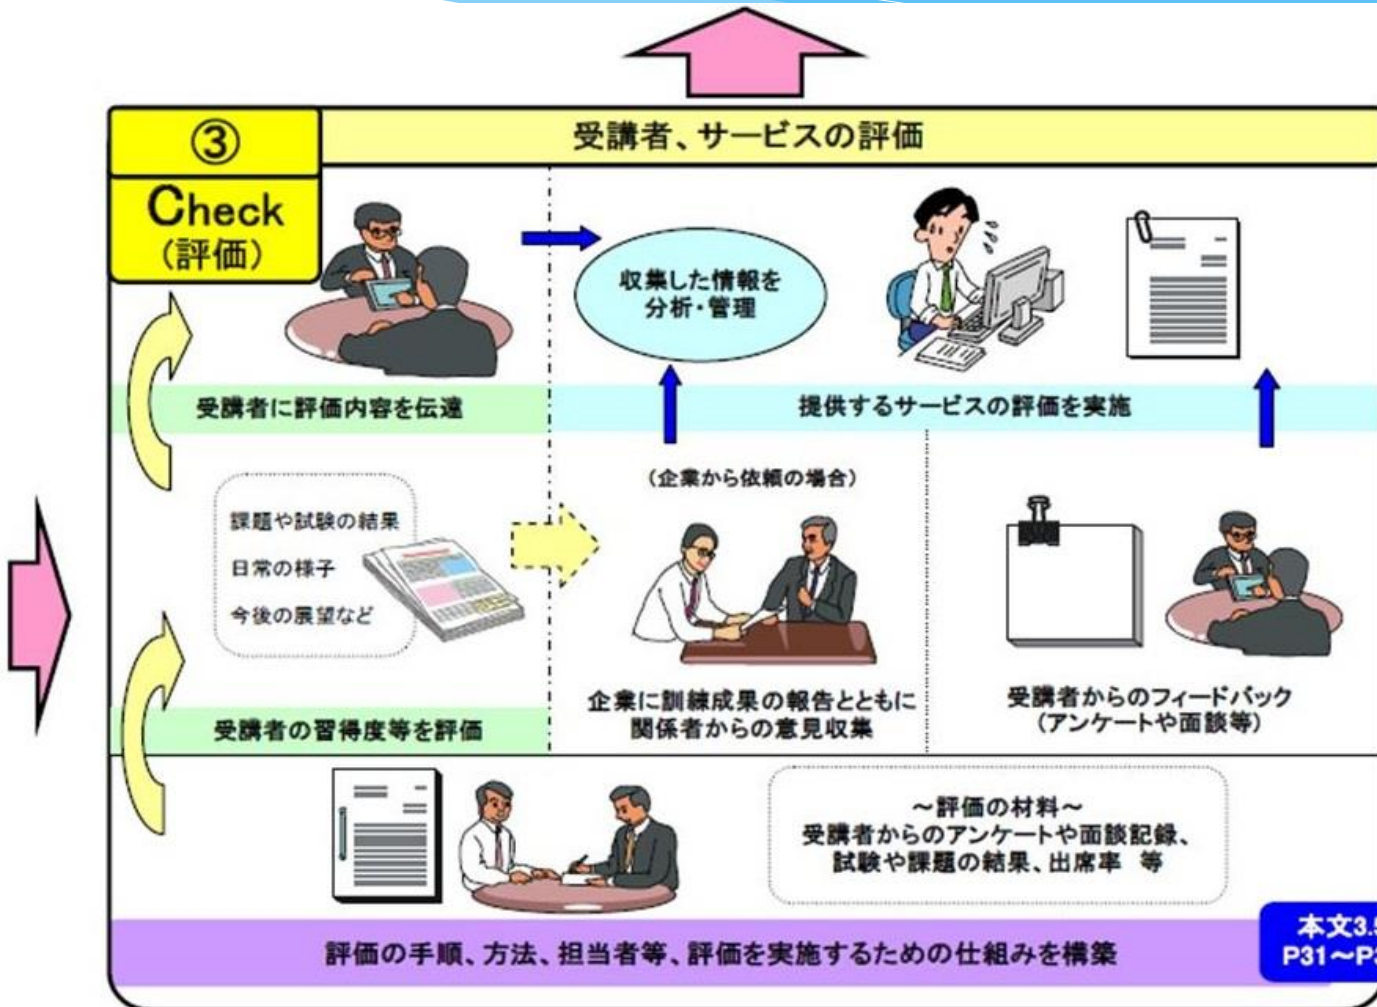 ③
受講者、サービスの評価
Check
(評価)
収集した情報を
分析・管理
受講者に評価内容を伝達
提供するサービスの評価を実施
課題や試験の結果
日常の様子
今後の展望など
(企業から依頼の場合)
企業に訓練成果の報告とともに
関係者からの意見収集
受講者からのフィードバック
(アンケートや面談等)
受講者の習得度等を評価
~評価の材料~
受講者からのアンケートや面談記録、
試験や課題の結果、出席率 等
評価の手順、方法、担当者等、評価を実施するための仕組みを構築
本文3.5
P31~P3